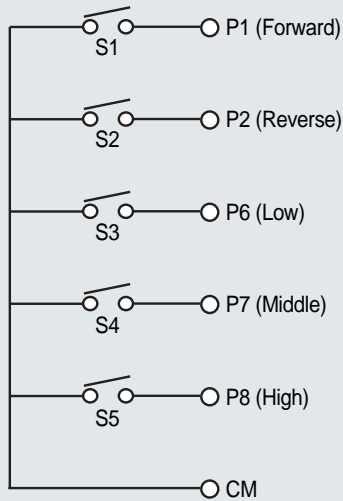 P1 (Forward)
S1
P2 (Reverse)
S2
P6 (Low)
S3
P7 (Middle)
S4
P8 (High)
S5
CM